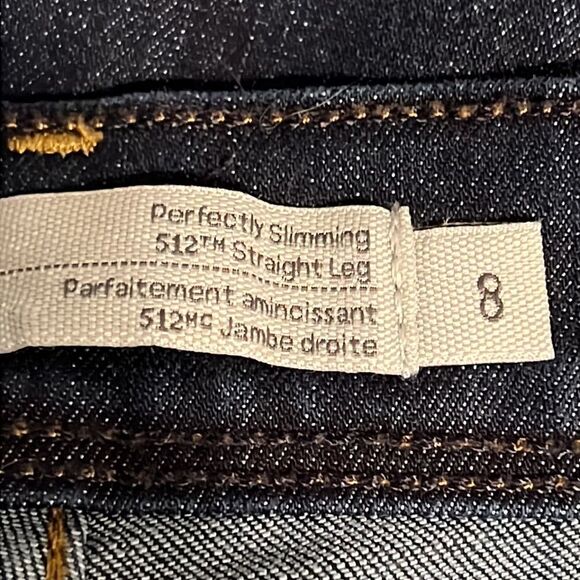 Perfectly Slimming
512™ Straight Leg
Parfaitement amincissant
512ᴹᶜ Jambe droite
8